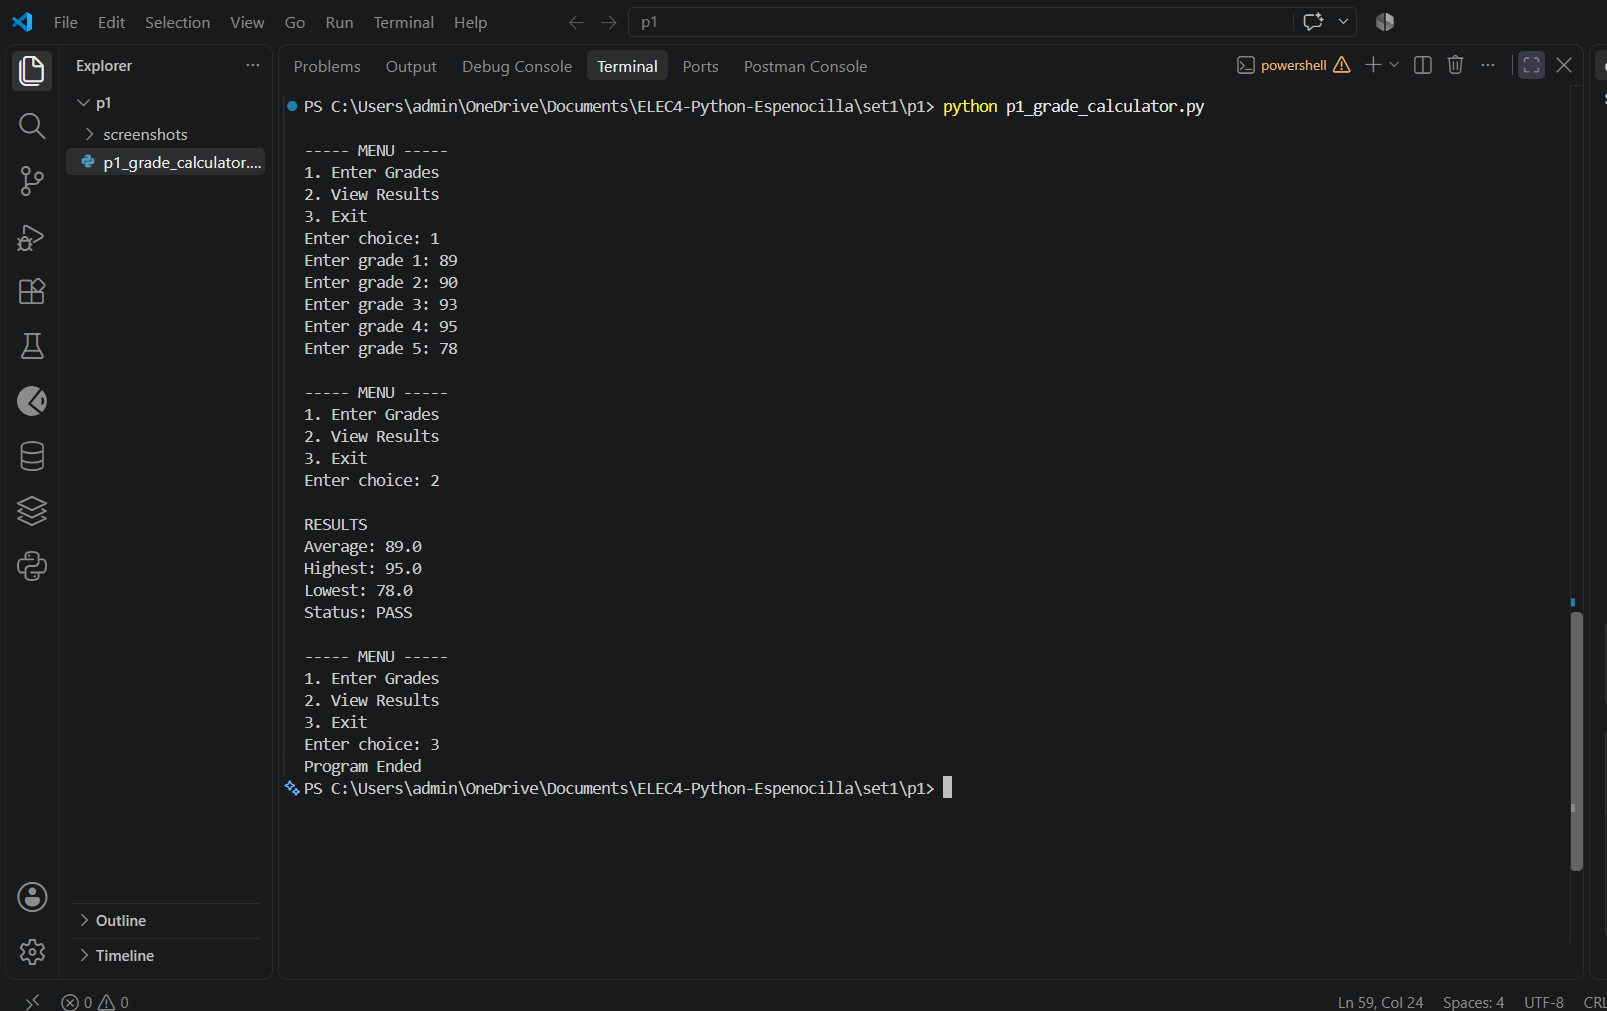 File Edit Selection View Go Run Terminal Help
p1
Explorer
p1
screenshots
p1_grade_calculator....
Outline
Timeline
Problems Output Debug Console Terminal Ports Postman Console
powershell
PS C:\Users\admin\OneDrive\Documents\ELEC4-Python-Espenocilla\set1\p1> python p1_grade_calculator.py
----- MENU -----
1. Enter Grades
2. View Results
3. Exit
Enter choice: 1
Enter grade 1: 89
Enter grade 2: 90
Enter grade 3: 93
Enter grade 4: 95
Enter grade 5: 78
----- MENU -----
1. Enter Grades
2. View Results
3. Exit
Enter choice: 2
RESULTS
Average: 89.0
Highest: 95.0
Lowest: 78.0
Status: PASS
----- MENU -----
1. Enter Grades
2. View Results
3. Exit
Enter choice: 3
Program Ended
PS C:\Users\admin\OneDrive\Documents\ELEC4-Python-Espenocilla\set1\p1>
0 0
Ln 59, Col 24 Spaces: 4 UTF-8 CRL